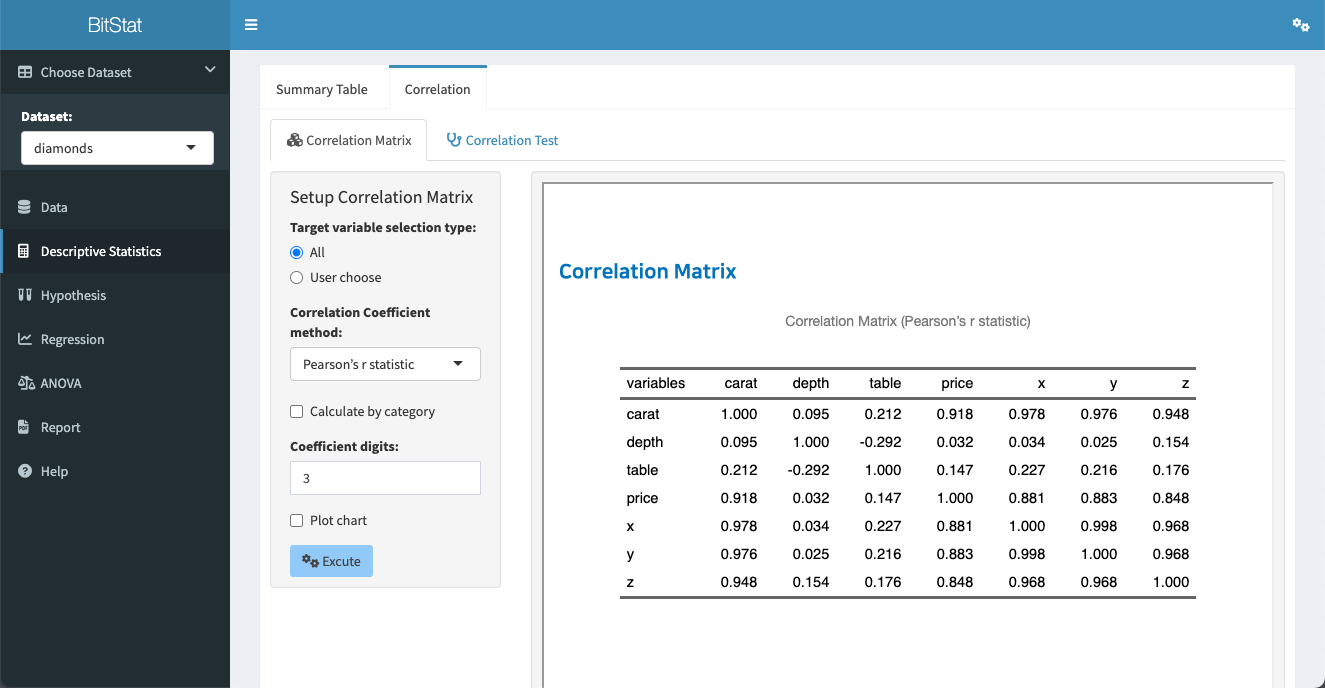 BitStat
Choose Dataset
Dataset:
diamonds
Data
Descriptive Statistics
Hypothesis
Regression
ANOVA
Report
Help
Summary Table
Correlation
Correlation Matrix
Correlation Test
Setup Correlation Matrix
Target variable selection type:
All
User choose
Correlation Coefficient
method:
Pearson's r statistic
Calculate by category
Coefficient digits:
3
Plot chart
Excute
Correlation Matrix
Correlation Matrix (Pearson's r statistic)
variables carat depth table price x y z
carat 1.000 0.095 0.212 0.918 0.978 0.976 0.948
depth 0.095 1.000 -0.292 0.032 0.034 0.025 0.154
table 0.212 -0.292 1.000 0.147 0.227 0.216 0.176
price 0.918 0.032 0.147 1.000 0.881 0.883 0.848
x 0.978 0.034 0.227 0.881 1.000 0.998 0.968
y 0.976 0.025 0.216 0.883 0.998 1.000 0.968
z 0.948 0.154 0.176 0.848 0.968 0.968 1.000